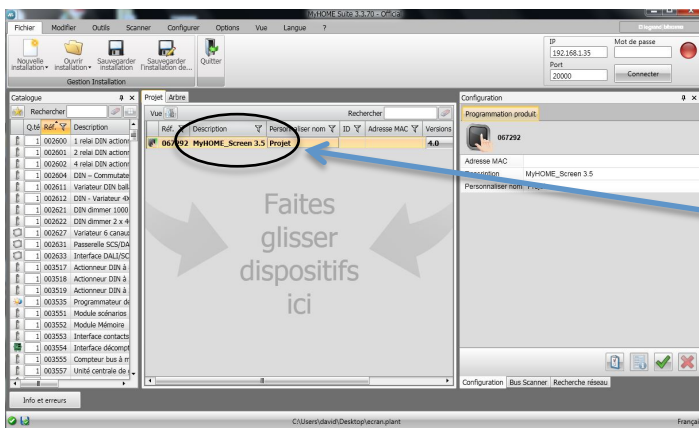 MyHOME Suite 3.3.70 - Official
Fichier Modifier Outils Scanner Configurer Options Vue Langue ?
Nouvelle installation
Ouvrir installation
Sauvegarder installation
Sauvegarder l'installation de...
Quitter
Gestion Installation
IP
192.168.1.35
Port
20000
Mot de passe
Connecter
Catalogue
Rechercher
Q.té Réf. Description
1 002600 1 relai DIN actionn
1 002601 2 relai DIN actionr
1 002602 4 relai DIN actionr
1 002604 DIN – Commutate
1 002611 Variateur DIN balla
1 002612 DIN - Variateur 4X
1 002621 DIN dimmer 1000
1 002622 DIN dimmer 2 x 4
1 002627 Variateur 6 canaux
1 002631 Passerelle SCS/DA
1 002633 Interface DALI/SC
1 003517 Actionneur DIN à
1 003518 Actionneur DIN à
1 003519 Actionneur DIN à
1 003535 Programmateur de
1 003551 Module scénarios
1 003552 Module Mémoire
1 003553 Interface contacts
1 003554 Interface décompt
1 003555 Compteur bus à m
1 003557 Unité centrale de
Projet Arbre
Vue
Rechercher
Réf. Description Personnaliser nom ID Adresse MAC Versions
067292 MyHOME_Screen 3.5 Projet 4.0
Faites
glisser
dispositifs
ici
Configuration
Programmation produit
067292
Adresse MAC
MyHOME_Screen 3.5
Personnaliser nom
Configuration Bus Scanner Recherche réseau
Info et erreurs
C:\Users\david\Desktop\ecran.plant
Françai